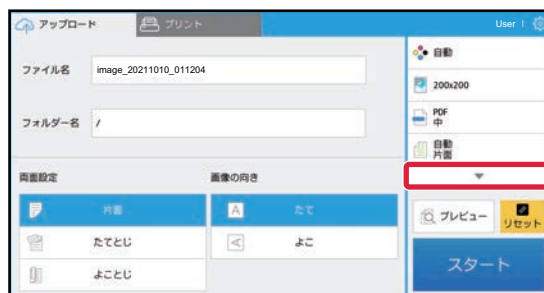 アップロード
プリント
User
ファイル名
image_20211010_011204
フォルダー名
/
両面設定
片面
たてとじ
よことじ
画像の向き
A
たて
A
よこ
自動
200x200
PDF
中
自動
片面
プレビュー
リセット
スタート